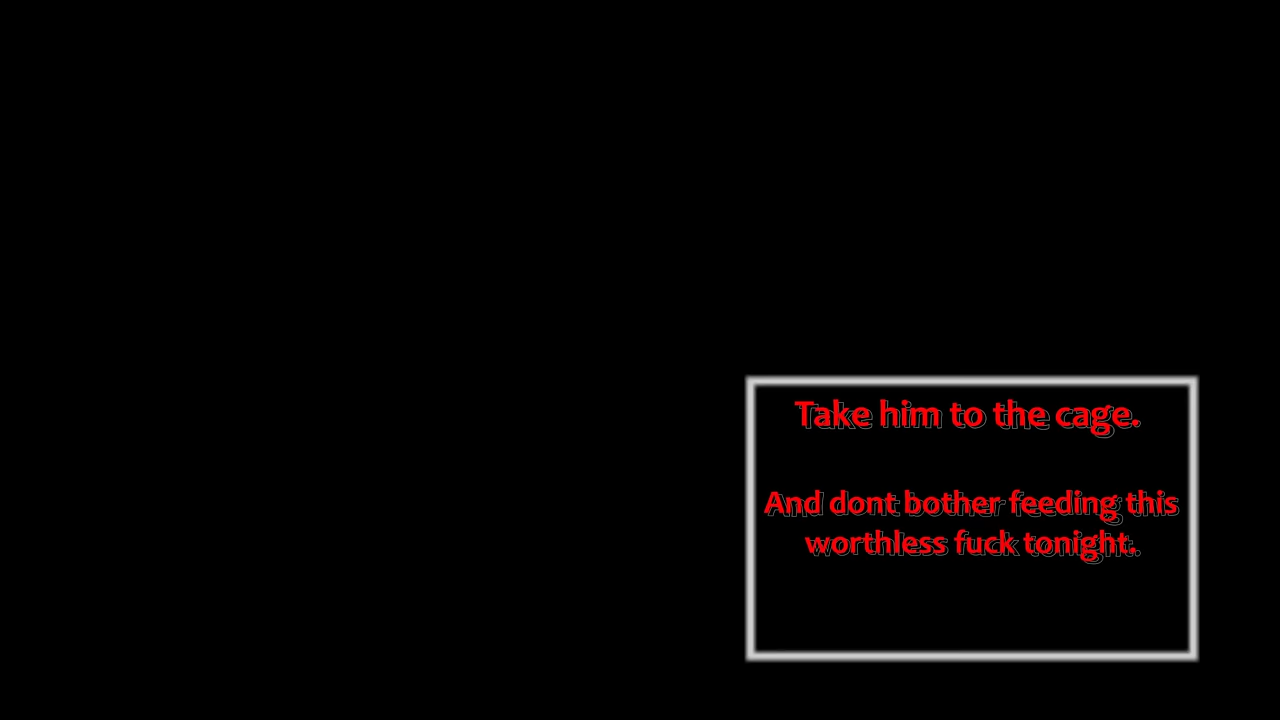 Take him to the cage.
And dont bother feeding this
worthless fuck tonight.